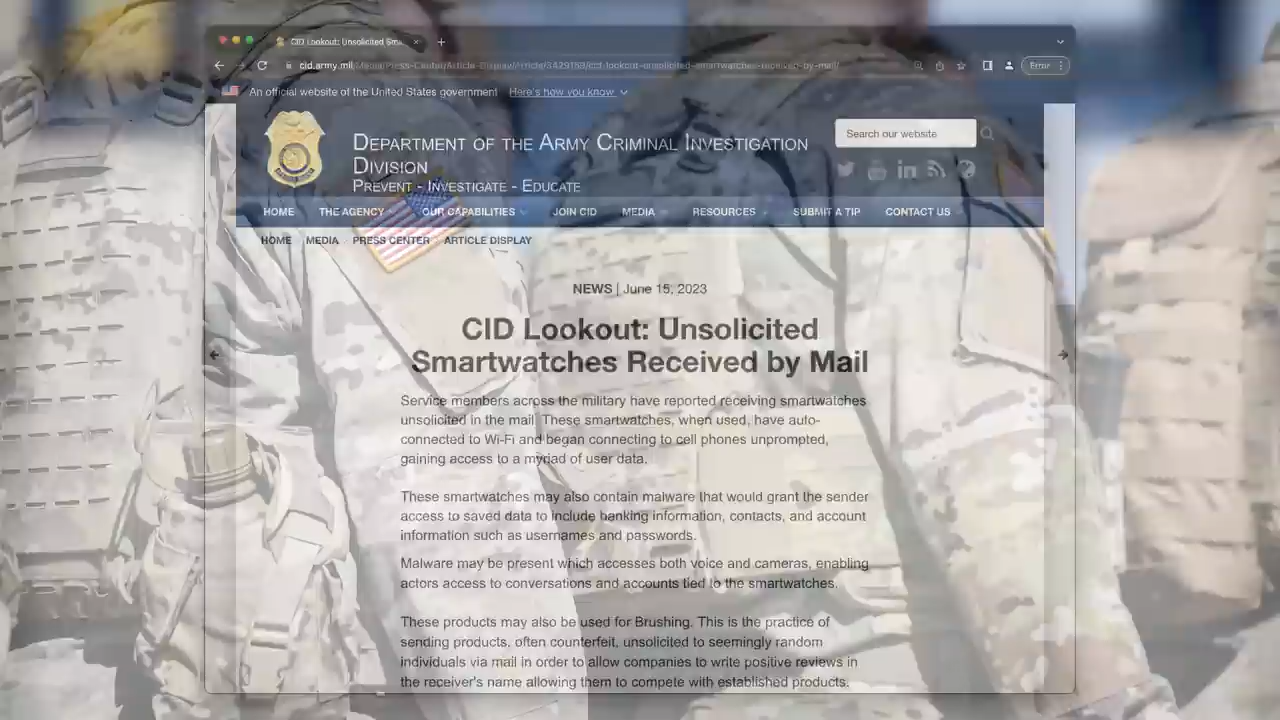 CID Lookout: Unsolicited Sma
Error
An official website of the United States government Here's how you know
DEPARTMENT OF THE ARMY CRIMINAL INVESTIGATION
DIVISION
PREVENT - INVESTIGATE - EDUCATE
Search our website
HOME THE AGENCY OUR CAPABILITIES JOIN CID MEDIA RESOURCES SUBMIT A TIP CONTACT US
HOME MEDIA PRESS CENTER ARTICLE DISPLAY
NEWS | June 15, 2023
CID Lookout: Unsolicited
Smartwatches Received by Mail
Service members across the military have reported receiving smartwatches
unsolicited in the mail. These smartwatches, when used, have auto-
connected to Wi-Fi and began connecting to cell phones unprompted,
gaining access to a myriad of user data.
These smartwatches may also contain malware that would grant the sender
access to saved data to include banking information, contacts, and account
information such as usernames and passwords.
Malware may be present which accesses both voice and cameras, enabling
actors access to conversations and accounts tied to the smartwatches.
These products may also be used for Brushing. This is the practice of
sending products, often counterfeit, unsolicited to seemingly random
individuals via mail in order to allow companies to write positive reviews in
the receiver's name allowing them to compete with established products.